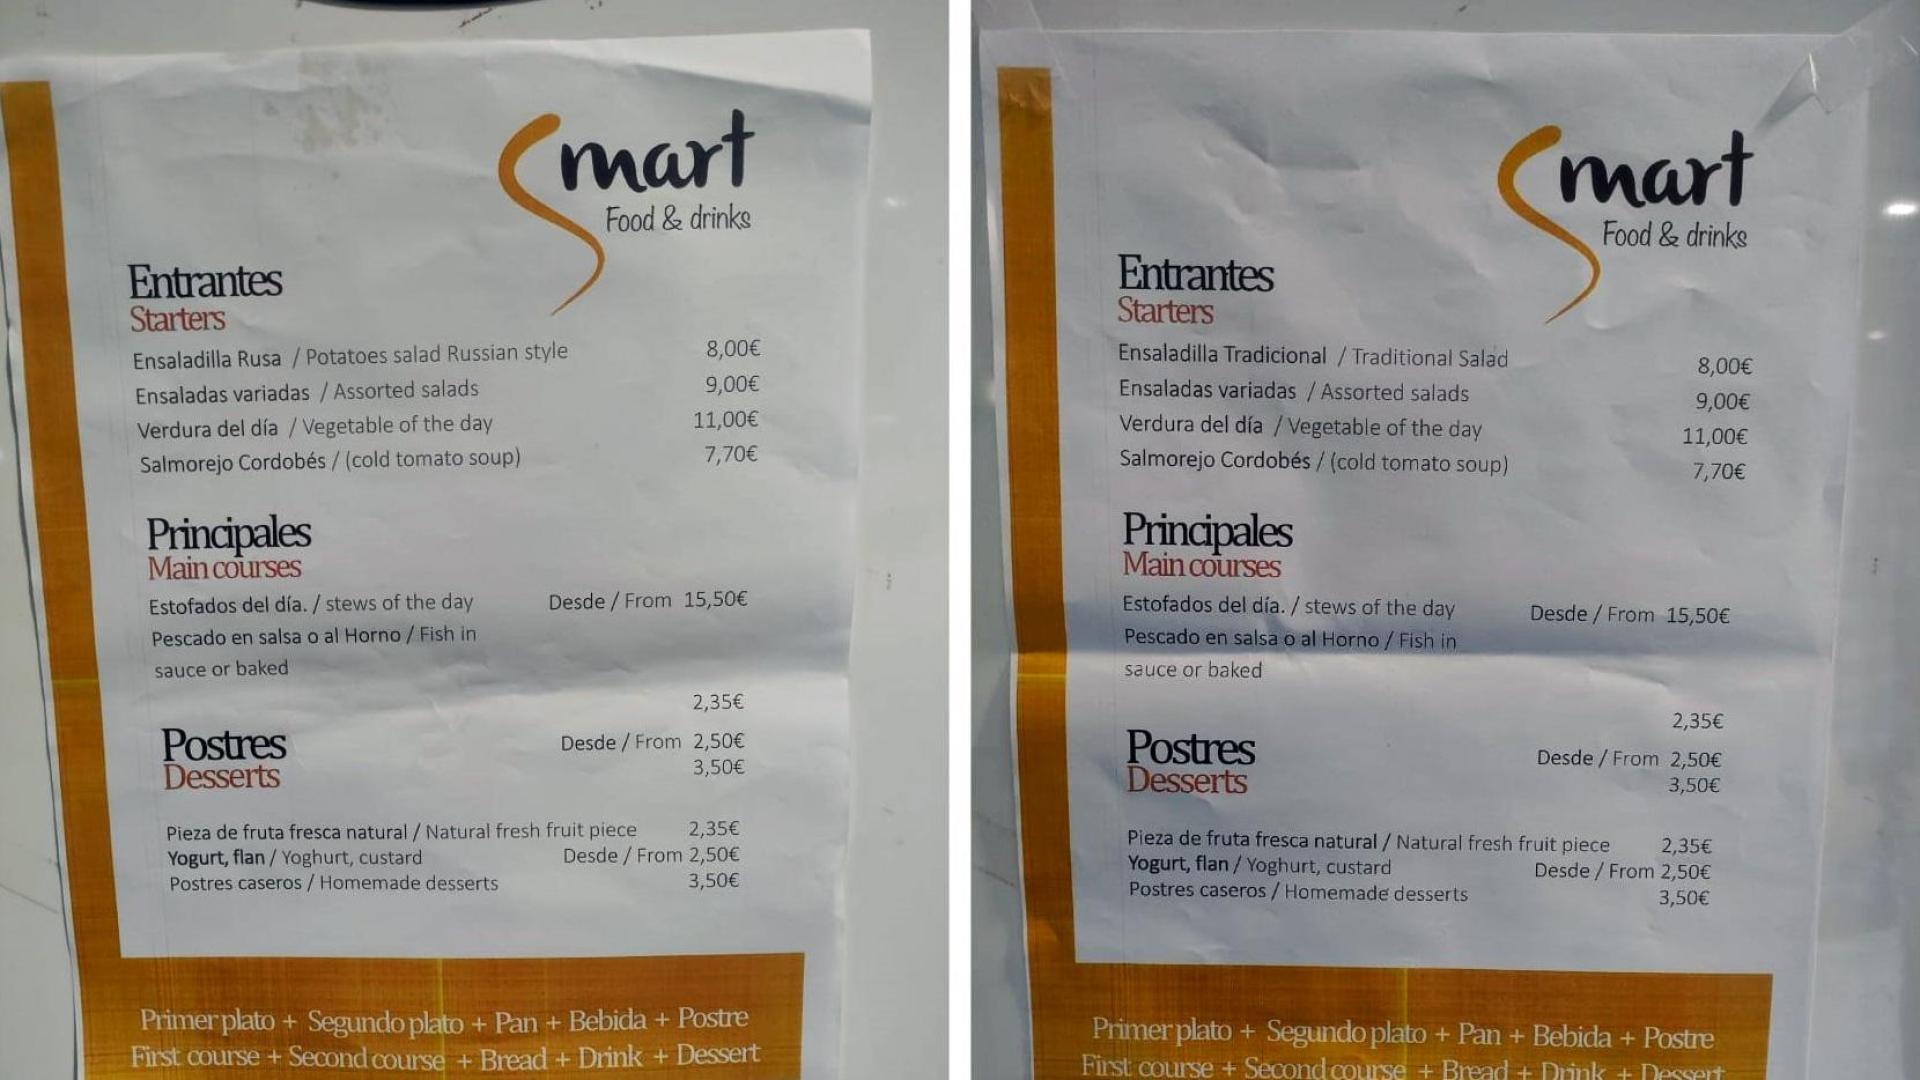 Smart
Food & drinks
Entrantes
Starters
Ensaladilla Rusa / Potatoes salad Russian style 8,00€
Ensaladas variadas / Assorted salads 9,00€
Verdura del día / Vegetable of the day 11,00€
Salmorejo Cordobés / (cold tomato soup) 7,70€
Principales
Main courses
Estofados del día. / stews of the day Desde / From 15,50€
Pescado en salsa o al Horno / Fish in
sauce or baked
2,35€
Postres
Desde / From 2,50€
Desserts
3,50€
Pieza de fruta fresca natural / Natural fresh fruit piece 2,35€
Yogurt, flan / Yoghurt, custard Desde / From 2,50€
Postres caseros / Homemade desserts 3,50€
Primer plato + Segundo plato + Pan + Bebida + Postre
First course + Second course + Bread + Drink + Dessert
Smart
Food & drinks
Entrantes
Starters
Ensaladilla Tradicional / Traditional Salad 8,00€
Ensaladas variadas / Assorted salads 9,00€
Verdura del día / Vegetable of the day 11,00€
Salmorejo Cordobés / (cold tomato soup) 7,70€
Principales
Main courses
Estofados del día. / stews of the day Desde / From 15,50€
Pescado en salsa o al Horno / Fish in
sauce or baked
2,35€
Postres
Desde / From 2,50€
Desserts
3,50€
Pieza de fruta fresca natural / Natural fresh fruit piece 2,35€
Yogurt, flan / Yoghurt, custard Desde / From 2,50€
Postres caseros / Homemade desserts 3,50€
Primer plato + Segundo plato + Pan + Bebida + Postre
First course + Second course + Bread + Drink + Dessert